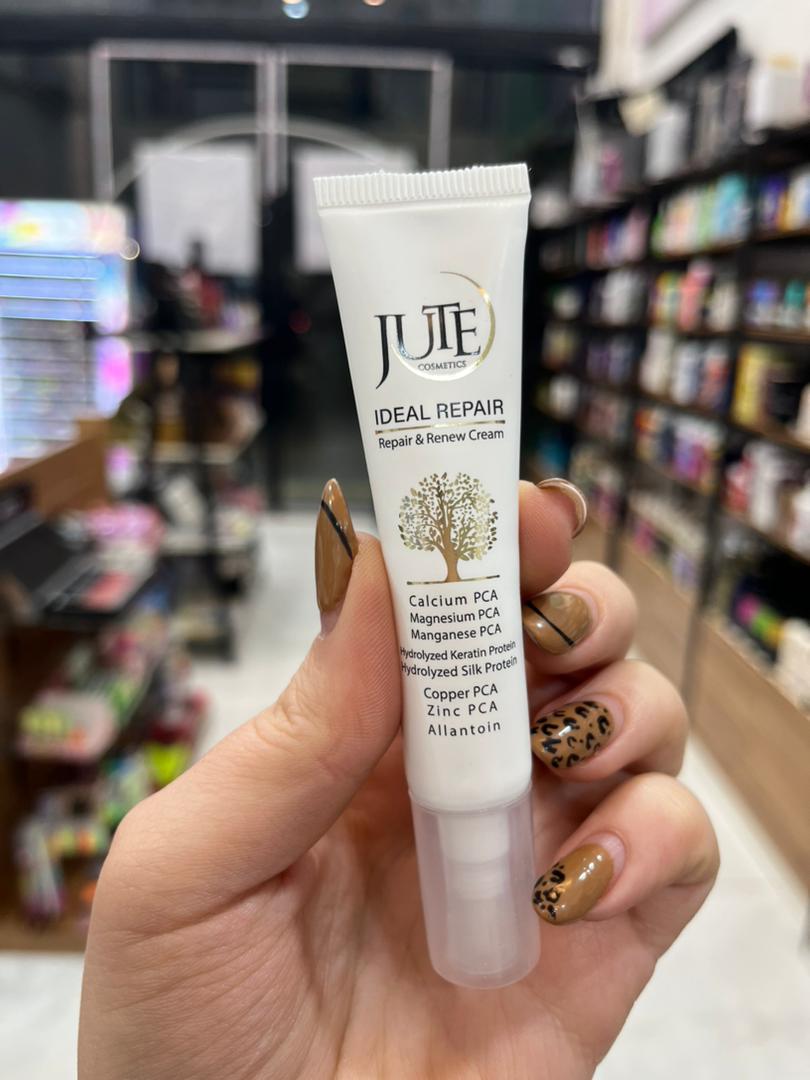 JUTE
COSMETICS
IDEAL REPAIR
Repair & Renew Cream
Calcium PCA
Magnesium PCA
Manganese PCA
Hydrolyzed Keratin Protein
Hydrolyzed Silk Protein
Copper PCA
Zinc PCA
Allantoin